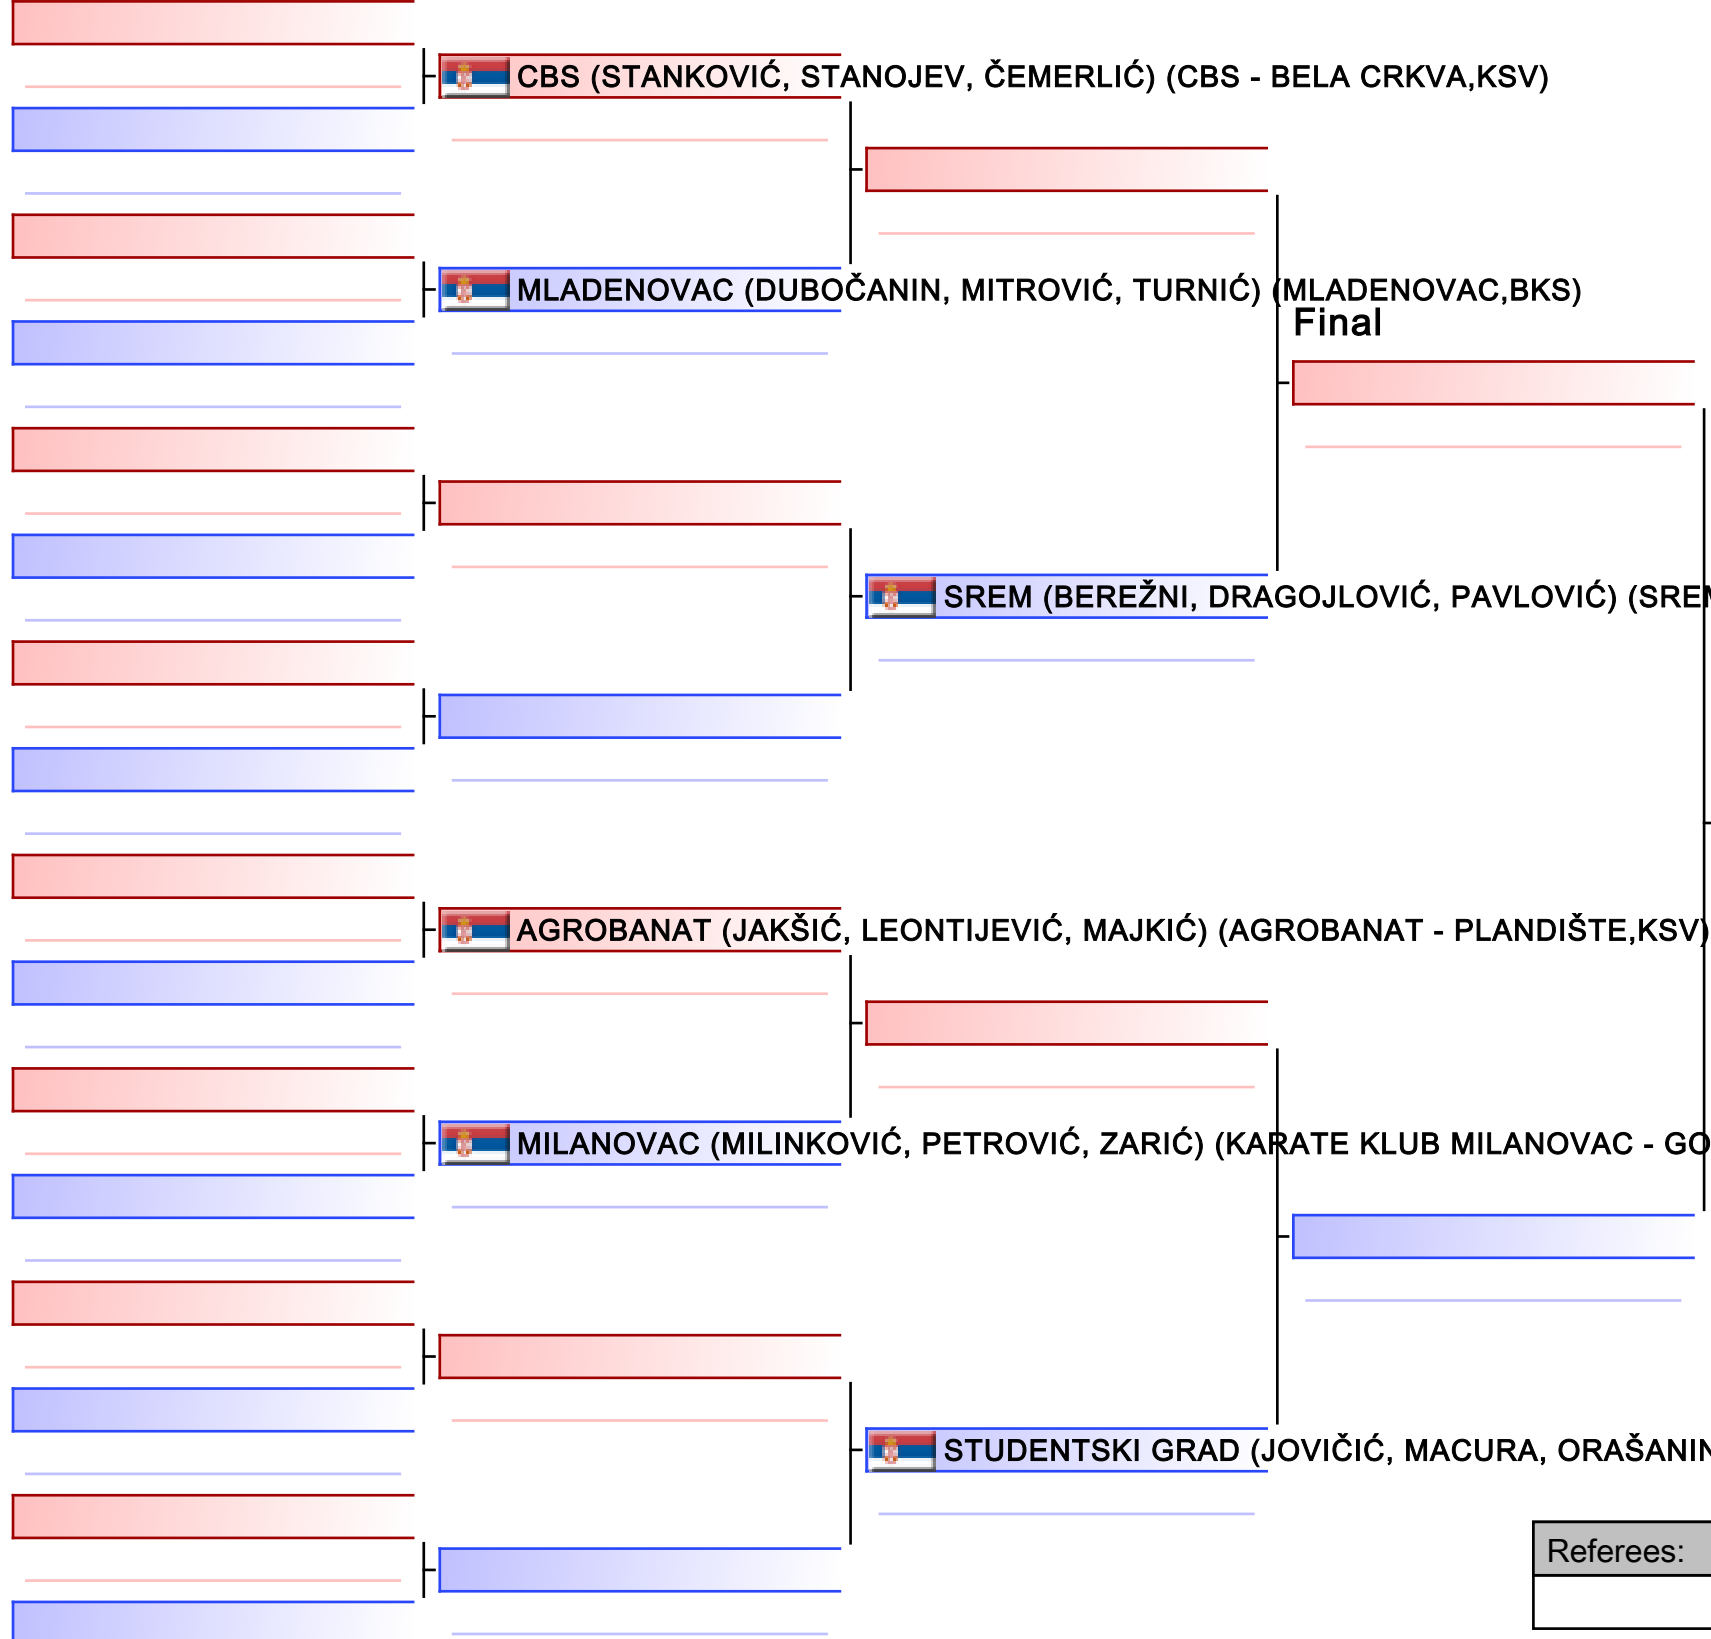 CBS (STANKOVIĆ, STANOJEV, ČEMERLIĆ) (CBS - BELA CRKVA,KSV)
MLADENOVAC (DUBOČANIN, MITROVIĆ, TURNIĆ) (MLADENOVAC,BKS)
Final
SREM (BEREŽNI, DRAGOJLOVIĆ, PAVLOVIĆ)
AGROBANAT (JAKŠIĆ, LEONTIJEVIĆ, MAJKIĆ) (AGROBANAT - PLANDIŠTE,KSV)
MILANOVAC (MILINKOVIĆ, PETROVIĆ, ZARIĆ) (KARATE KLUB MILANOVAC -
STUDENTSKI GRAD (JOVIČIĆ, MACURA,
Referees: